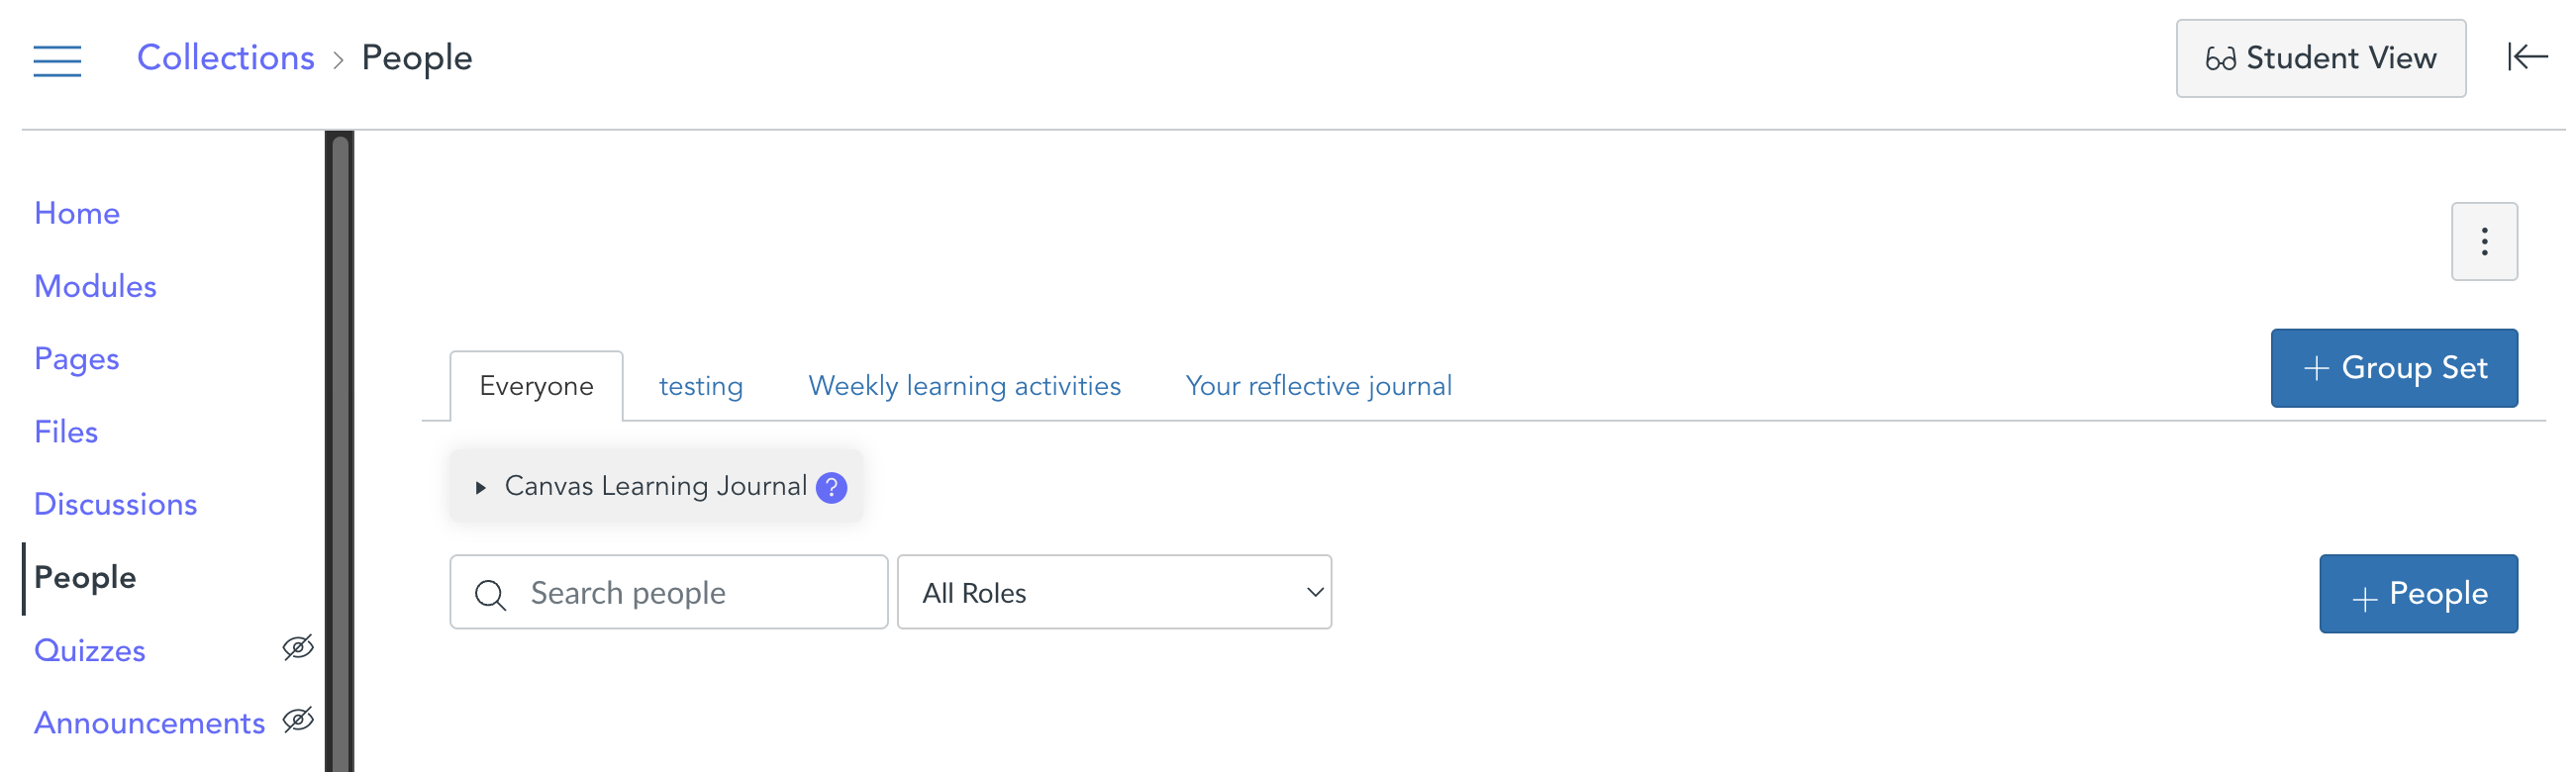 Collections > People
Student View
Home
Modules
Pages
Files
Discussions
People
Quizzes
Announcements
Everyone testing Weekly learning activities Your reflective journal
+ Group Set
Canvas Learning Journal ?
Search people
All Roles
+ People